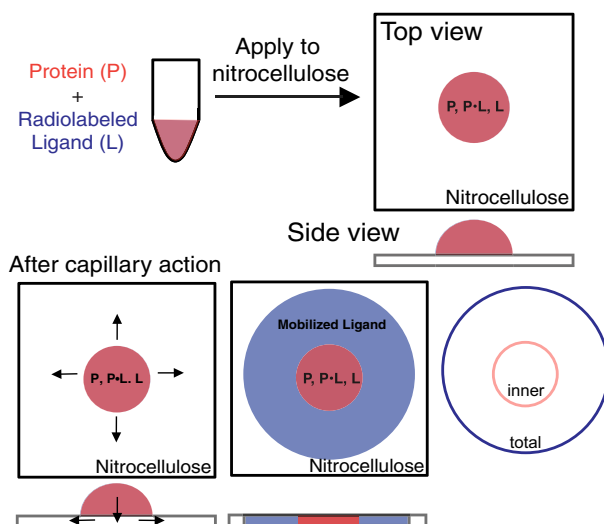 Protein (P)
+
Radiolabeled
Ligand (L)
Apply to
nitrocellulose
Top view
P, P•L, L
Nitrocellulose
Side view
After capillary action
P, P•L. L
Nitrocellulose
Mobilized Ligand
P, P•L, L
Nitrocellulose
inner
total